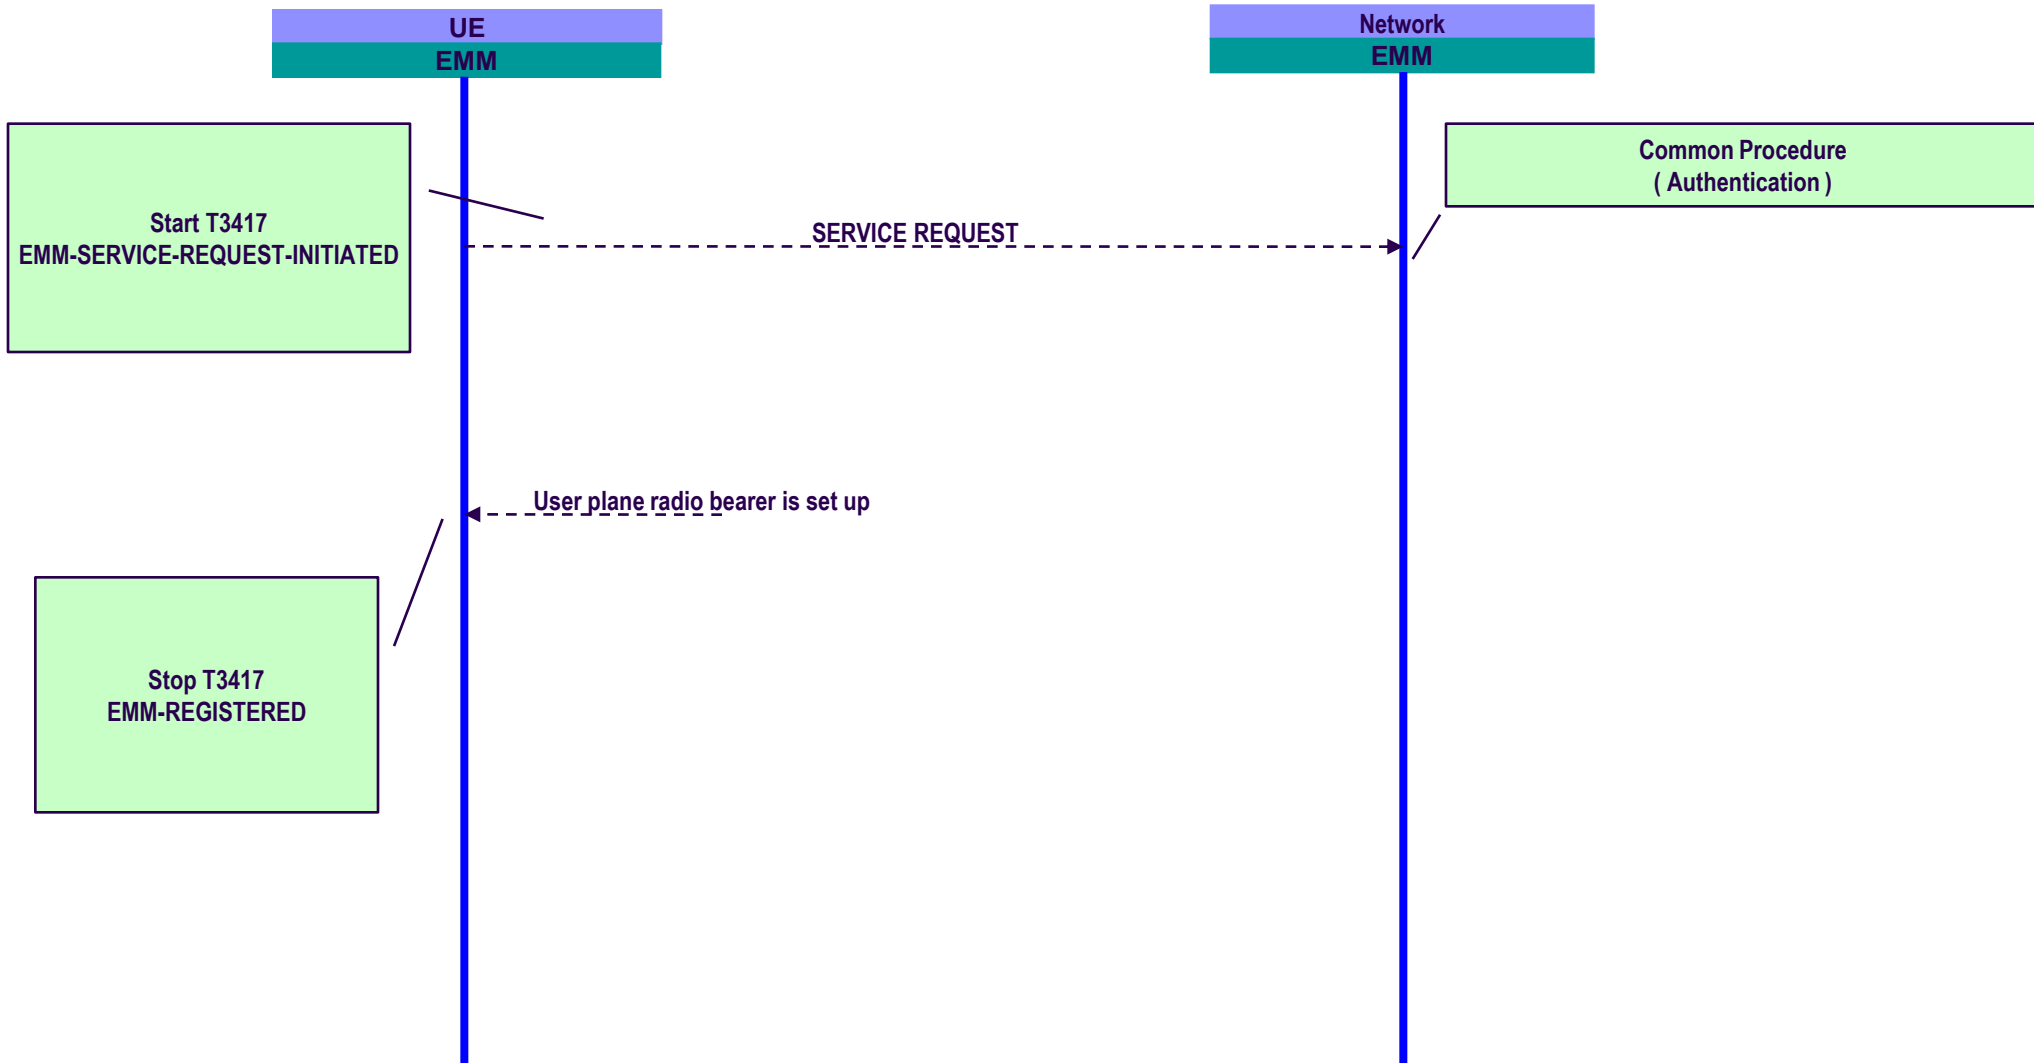 UE
EMM
Network
EMM
Start T3417
EMM-SERVICE-REQUEST-INITIATED
Common Procedure
( Authentication )
SERVICE REQUEST
User plane radio bearer is set up
Stop T3417
EMM-REGISTERED